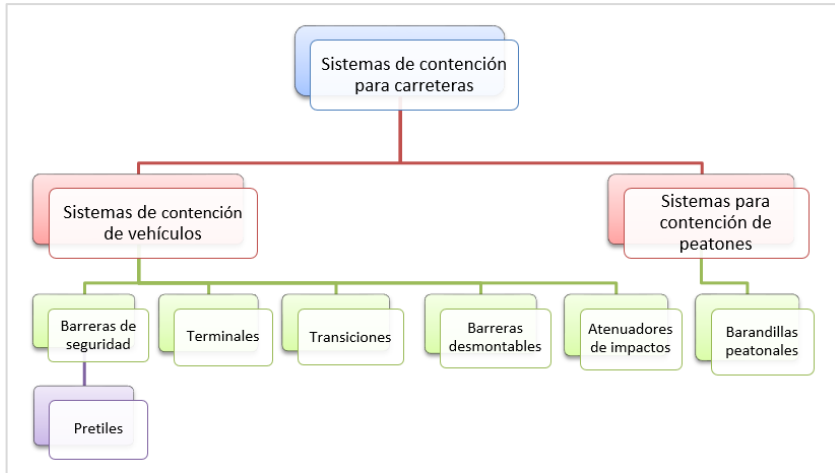 Sistemas de contención
para carreteras
Sistemas de contención
de vehículos
Sistemas para
contención de
peatones
Barreras de
seguridad
Terminales
Transiciones
Barreras
desmontables
Atenuadores
de impactos
Barandillas
peatonales
Pretiles